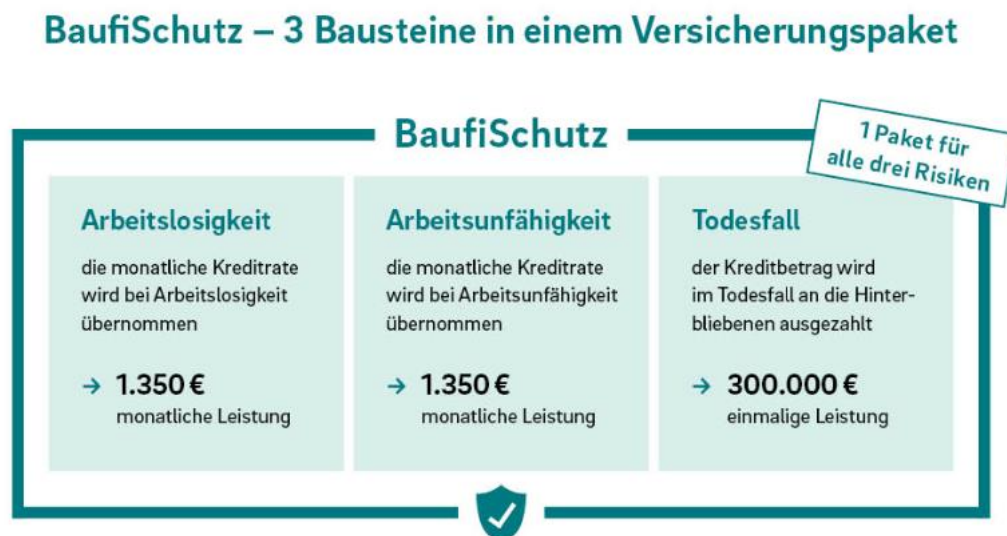 BaufiSchutz – 3 Bausteine in einem Versicherungspaket
BaufiSchutz
1 Paket für
alle drei Risiken
Arbeitslosigkeit
die monatliche Kreditrate
wird bei Arbeitslosigkeit
übernommen
→ 1.350 €
monatliche Leistung
Arbeitsunfähigkeit
die monatliche Kreditrate
wird bei Arbeitsunfähigkeit
übernommen
→ 1.350 €
monatliche Leistung
Todesfall
der Kreditbetrag wird
im Todesfall an die Hinter-
bliebenen ausgezahlt
→ 300.000 €
einmalige Leistung